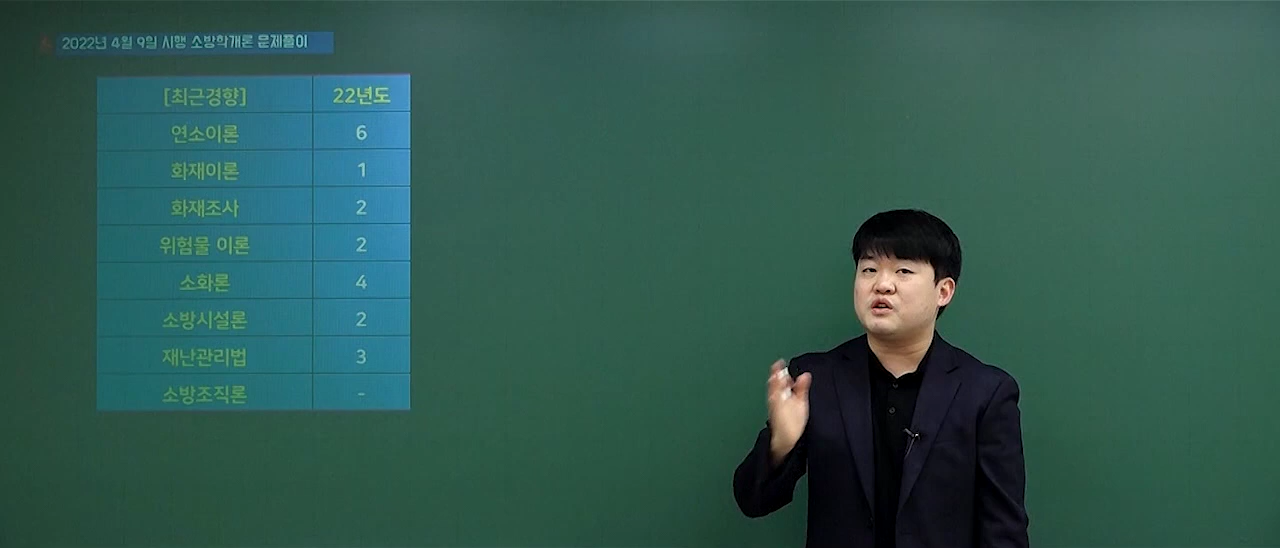 2022년 4월 9일 시행 소방학개론 문제풀이
[최근경향] 22년도
연소이론 6
화재이론 1
화재조사 2
위험물 이론 2
소화론 4
소방시설론 2
재난관리법 3
소방조직론 -